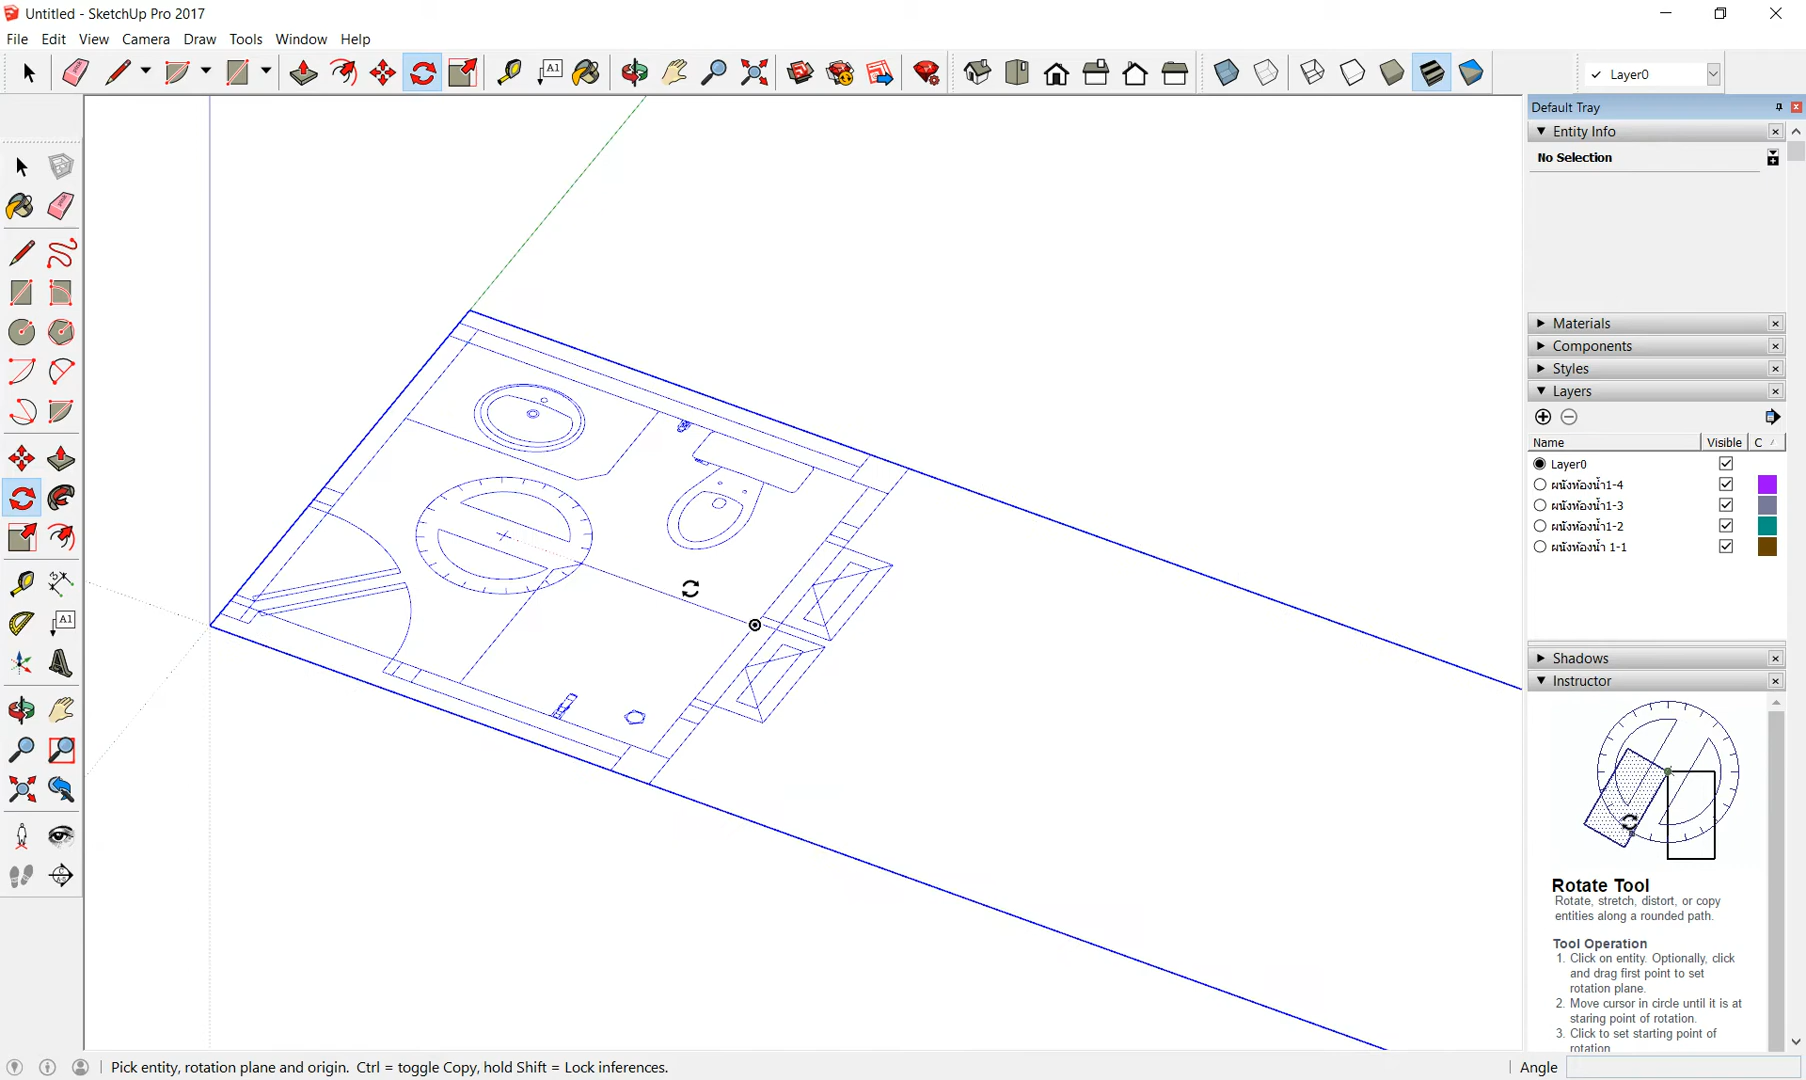 Untitled - SketchUp Pro 2017
File Edit View Camera Draw Tools Window Help
A1
Layer0
Default Tray
Entity Info
No Selection
Materials
Components
Styles
Layers
Name Visible C
Layer0
ผนังห้องน้ำ1-4
ผนังห้องน้ำ1-3
ผนังห้องน้ำ1-2
ผนังห้องน้ำ 1-1
A1
Shadows
Instructor
Rotate Tool
Rotate, stretch, distort, or copy
entities along a rounded path.
Tool Operation
1. Click on entity. Optionally, click
and drag first point to set
rotation plane.
2. Move cursor in circle until it is at
staring point of rotation.
3. Click to set starting point of
rotation
Pick entity, rotation plane and origin. Ctrl = toggle Copy, hold Shift = Lock inferences.
Angle